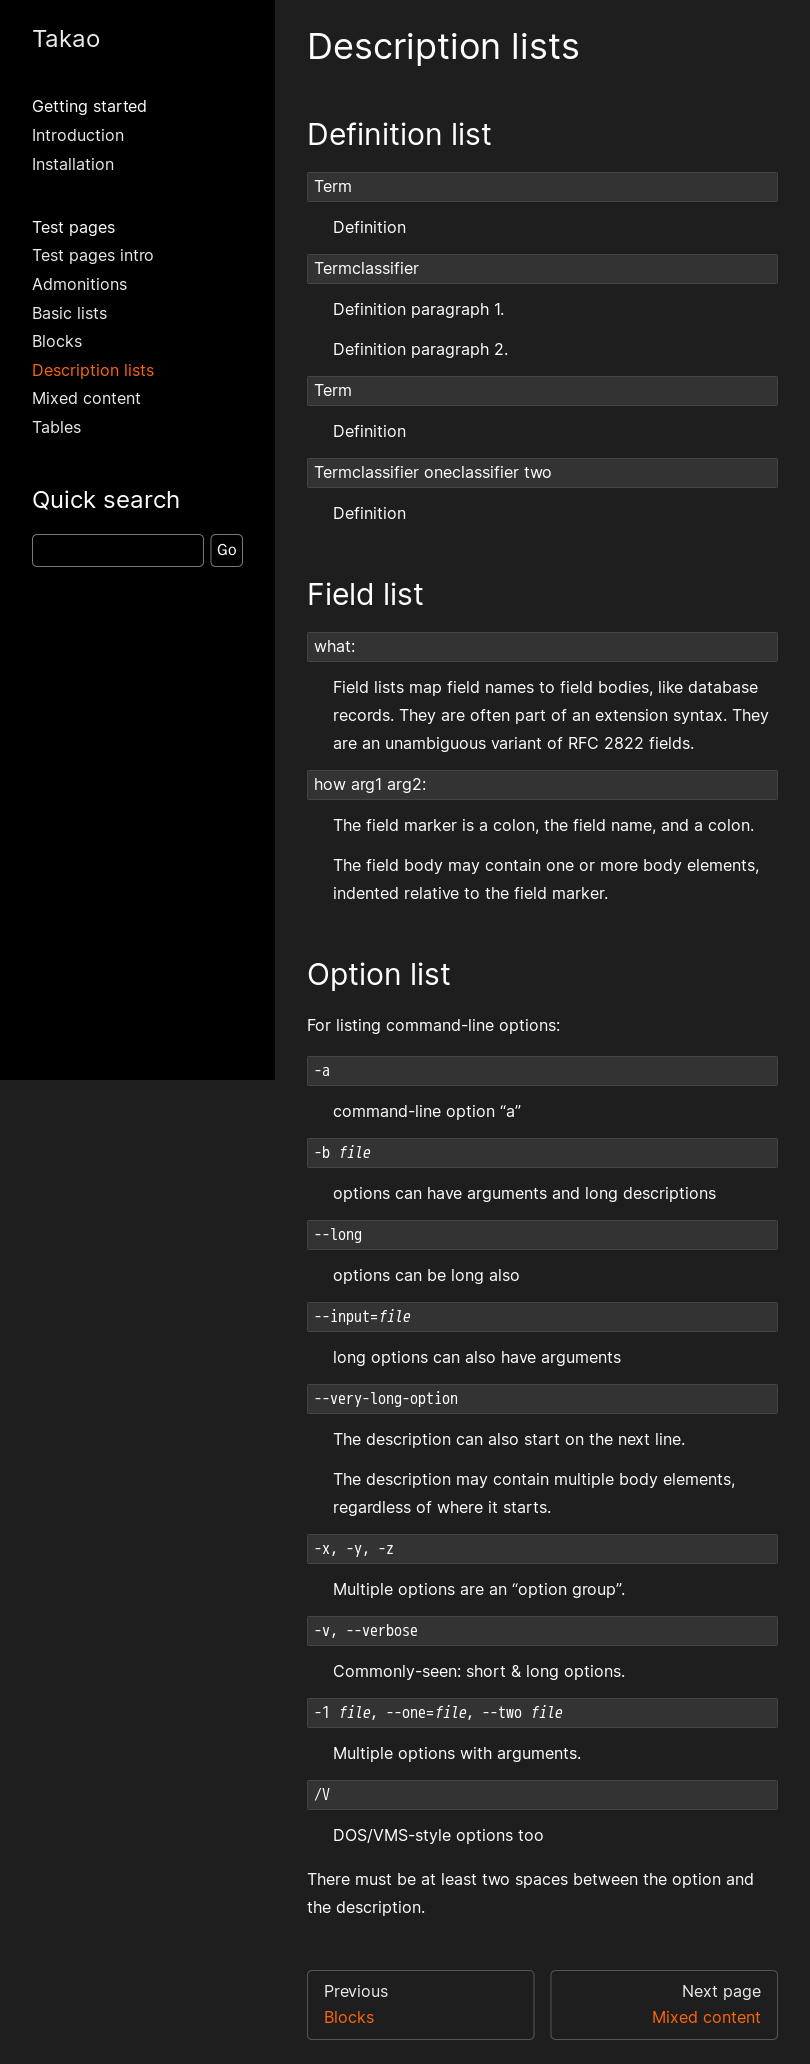 Takao
Getting started
Introduction
Installation
Test pages
Test pages intro
Admonitions
Basic lists
Blocks
Description lists
Mixed content
Tables
Quick search
Go
Description lists
Definition list
Term
Definition
Termclassifier
Definition paragraph 1.
Definition paragraph 2.
Term
Definition
Termclassifier oneclassifier two
Definition
Field list
what:
Field lists map field names to field bodies, like database
records. They are often part of an extension syntax. They
are an unambiguous variant of RFC 2822 fields.
how arg1 arg2:
The field marker is a colon, the field name, and a colon.
The field body may contain one or more body elements,
indented relative to the field marker.
Option list
For listing command-line options:
-a
command-line option “a”
-b file
options can have arguments and long descriptions
--long
options can be long also
--input=file
long options can also have arguments
--very-long-option
The description can also start on the next line.
The description may contain multiple body elements,
regardless of where it starts.
-x, -y, -z
Multiple options are an “option group”.
-v, --verbose
Commonly-seen: short & long options.
-1 file, --one=file, --two file
Multiple options with arguments.
/V
DOS/VMS-style options too
There must be at least two spaces between the option and
the description.
Previous
Blocks
Next page
Mixed content